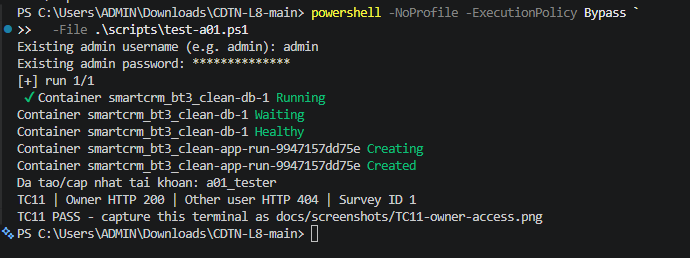 PS C:\Users\ADMIN\Downloads\CDTN-L8-main> powershell -NoProfile -ExecutionPolicy Bypass `
>>   -File .\scripts\test-a01.ps1
Existing admin username (e.g. admin): admin
Existing admin password: **************
[+] run 1/1
 ✓ Container smartcrm_bt3_clean-db-1 Running
Container smartcrm_bt3_clean-db-1 Waiting
Container smartcrm_bt3_clean-db-1 Healthy
Container smartcrm_bt3_clean-app-run-9947157dd75e Creating
Container smartcrm_bt3_clean-app-run-9947157dd75e Created
Da tao/cap nhat tai khoan: a01_tester
TC11 | Owner HTTP 200 | Other user HTTP 404 | Survey ID 1
TC11 PASS - capture this terminal as docs/screenshots/TC11-owner-access.png
PS C:\Users\ADMIN\Downloads\CDTN-L8-main>